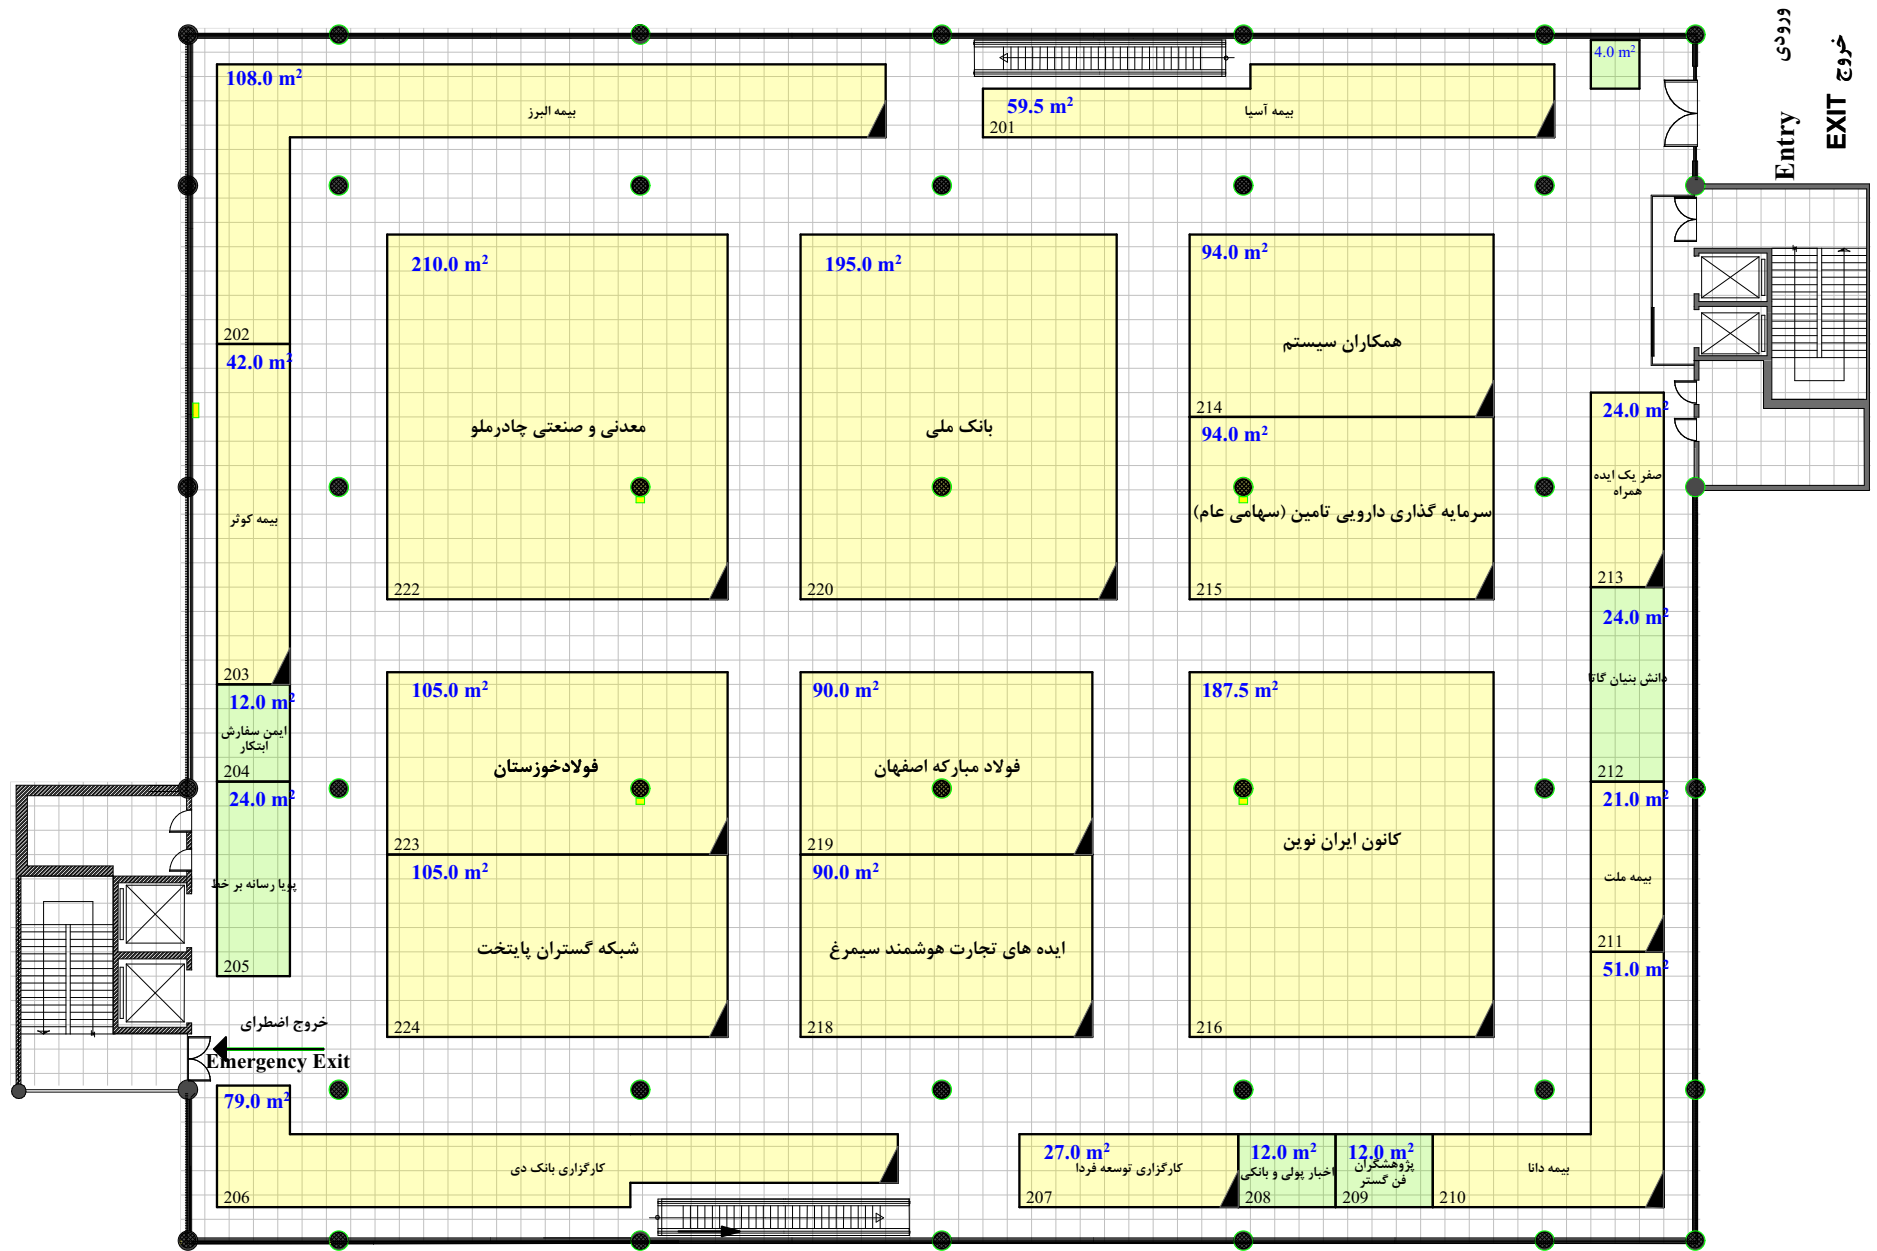 ورودی
خروج
Entry
EXIT
4.0 m²
108.0 m²
بیمه البرز
202
59.5 m²
بیمه آسیا
201
210.0 m²
معدنی و صنعتی چادرملو
222
195.0 m²
بانک ملی
220
94.0 m²
همکاران سیستم
214
94.0 m²
سرمایه گذاری دارویی تامین (سهامی عام)
215
42.0 m²
بیمه کوثر
203
24.0 m²
صفر یک ایده
همراه
213
24.0 m²
دانش بنیان گاتا
212
12.0 m²
ایمن سفارش
ابتکار
204
24.0 m²
پویا رسانه بر خط
205
105.0 m²
فولادخوزستان
223
90.0 m²
فولاد مبارکه اصفهان
219
187.5 m²
کانون ایران نوین
216
21.0 m²
بیمه ملت
211
105.0 m²
شبکه گستران پایتخت
224
90.0 m²
ایده های تجارت هوشمند سیمرغ
218
51.0 m²
بیمه دانا
210
خروج اضطرای
Emergency Exit
79.0 m²
کارگزاری بانک دی
206
27.0 m²
کارگزاری توسعه فردا
207
12.0 m²
اخبار پولی و بانکی
208
12.0 m²
پژوهشگران
فن گستر
209